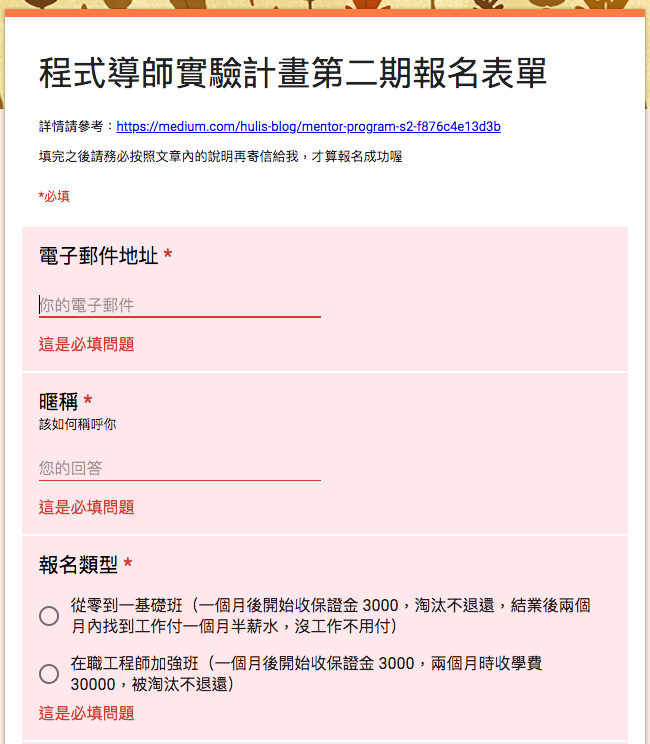 程式導師實驗計畫第二期報名表單
詳情請參考：https://medium.com/hulis-blog/mentor-program-s2-f876c4e13d3b
填完之後請務必按照文章內的說明再寄信給我，才算報名成功喔
*必填
電子郵件地址 *
你的電子郵件
這是必填問題
暱稱 *
該如何稱呼你
您的回答
這是必填問題
報名類型 *
從零到一基礎班（一個月後開始收保證金 3000，淘汰不退還，結業後兩個
月內找到工作付一個月半薪水，沒工作不用付）
在職工程師加強班（一個月後開始收保證金 3000，兩個月時收學費
30000，被淘汰不退還）
這是必填問題